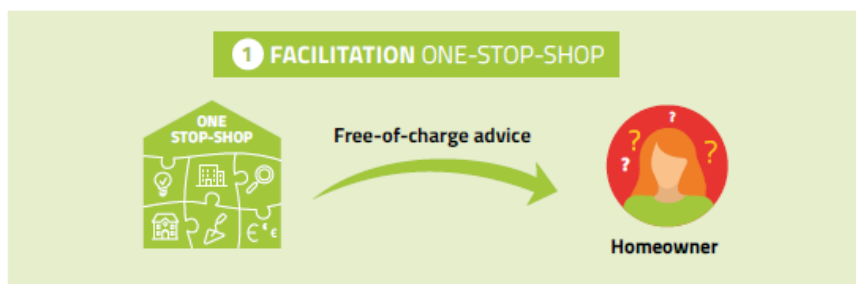 1 FACILITATION ONE-STOP-SHOP
ONE
STOP-SHOP
Free-of-charge advice
? ? ? ?
€ € €
Homeowner